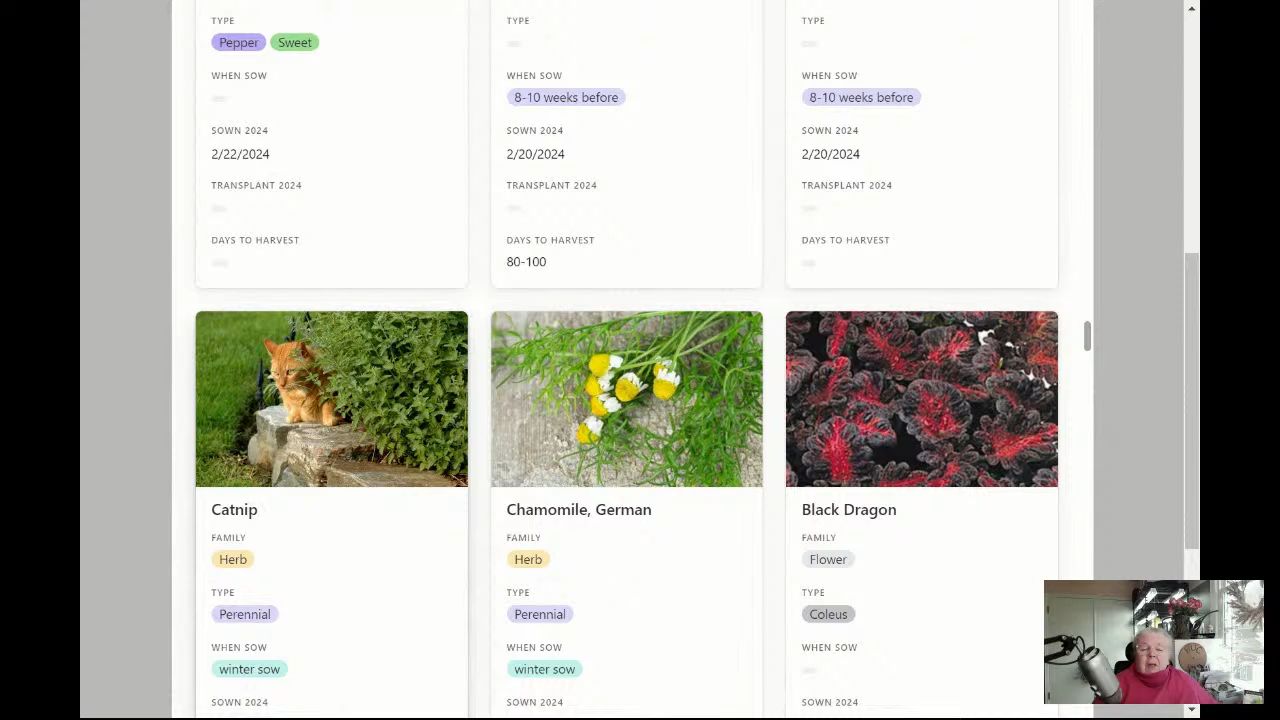 TYPE
Pepper Sweet
WHEN SOW
SOWN 2024
2/22/2024
TRANSPLANT 2024
DAYS TO HARVEST
TYPE
WHEN SOW
8-10 weeks before
SOWN 2024
2/20/2024
TRANSPLANT 2024
DAYS TO HARVEST
80-100
TYPE
WHEN SOW
8-10 weeks before
SOWN 2024
2/20/2024
TRANSPLANT 2024
DAYS TO HARVEST
Catnip
FAMILY
Herb
TYPE
Perennial
WHEN SOW
winter sow
SOWN 2024
Chamomile, German
FAMILY
Herb
TYPE
Perennial
WHEN SOW
winter sow
SOWN 2024
Black Dragon
FAMILY
Flower
TYPE
Coleus
WHEN SOW
SOWN 2024